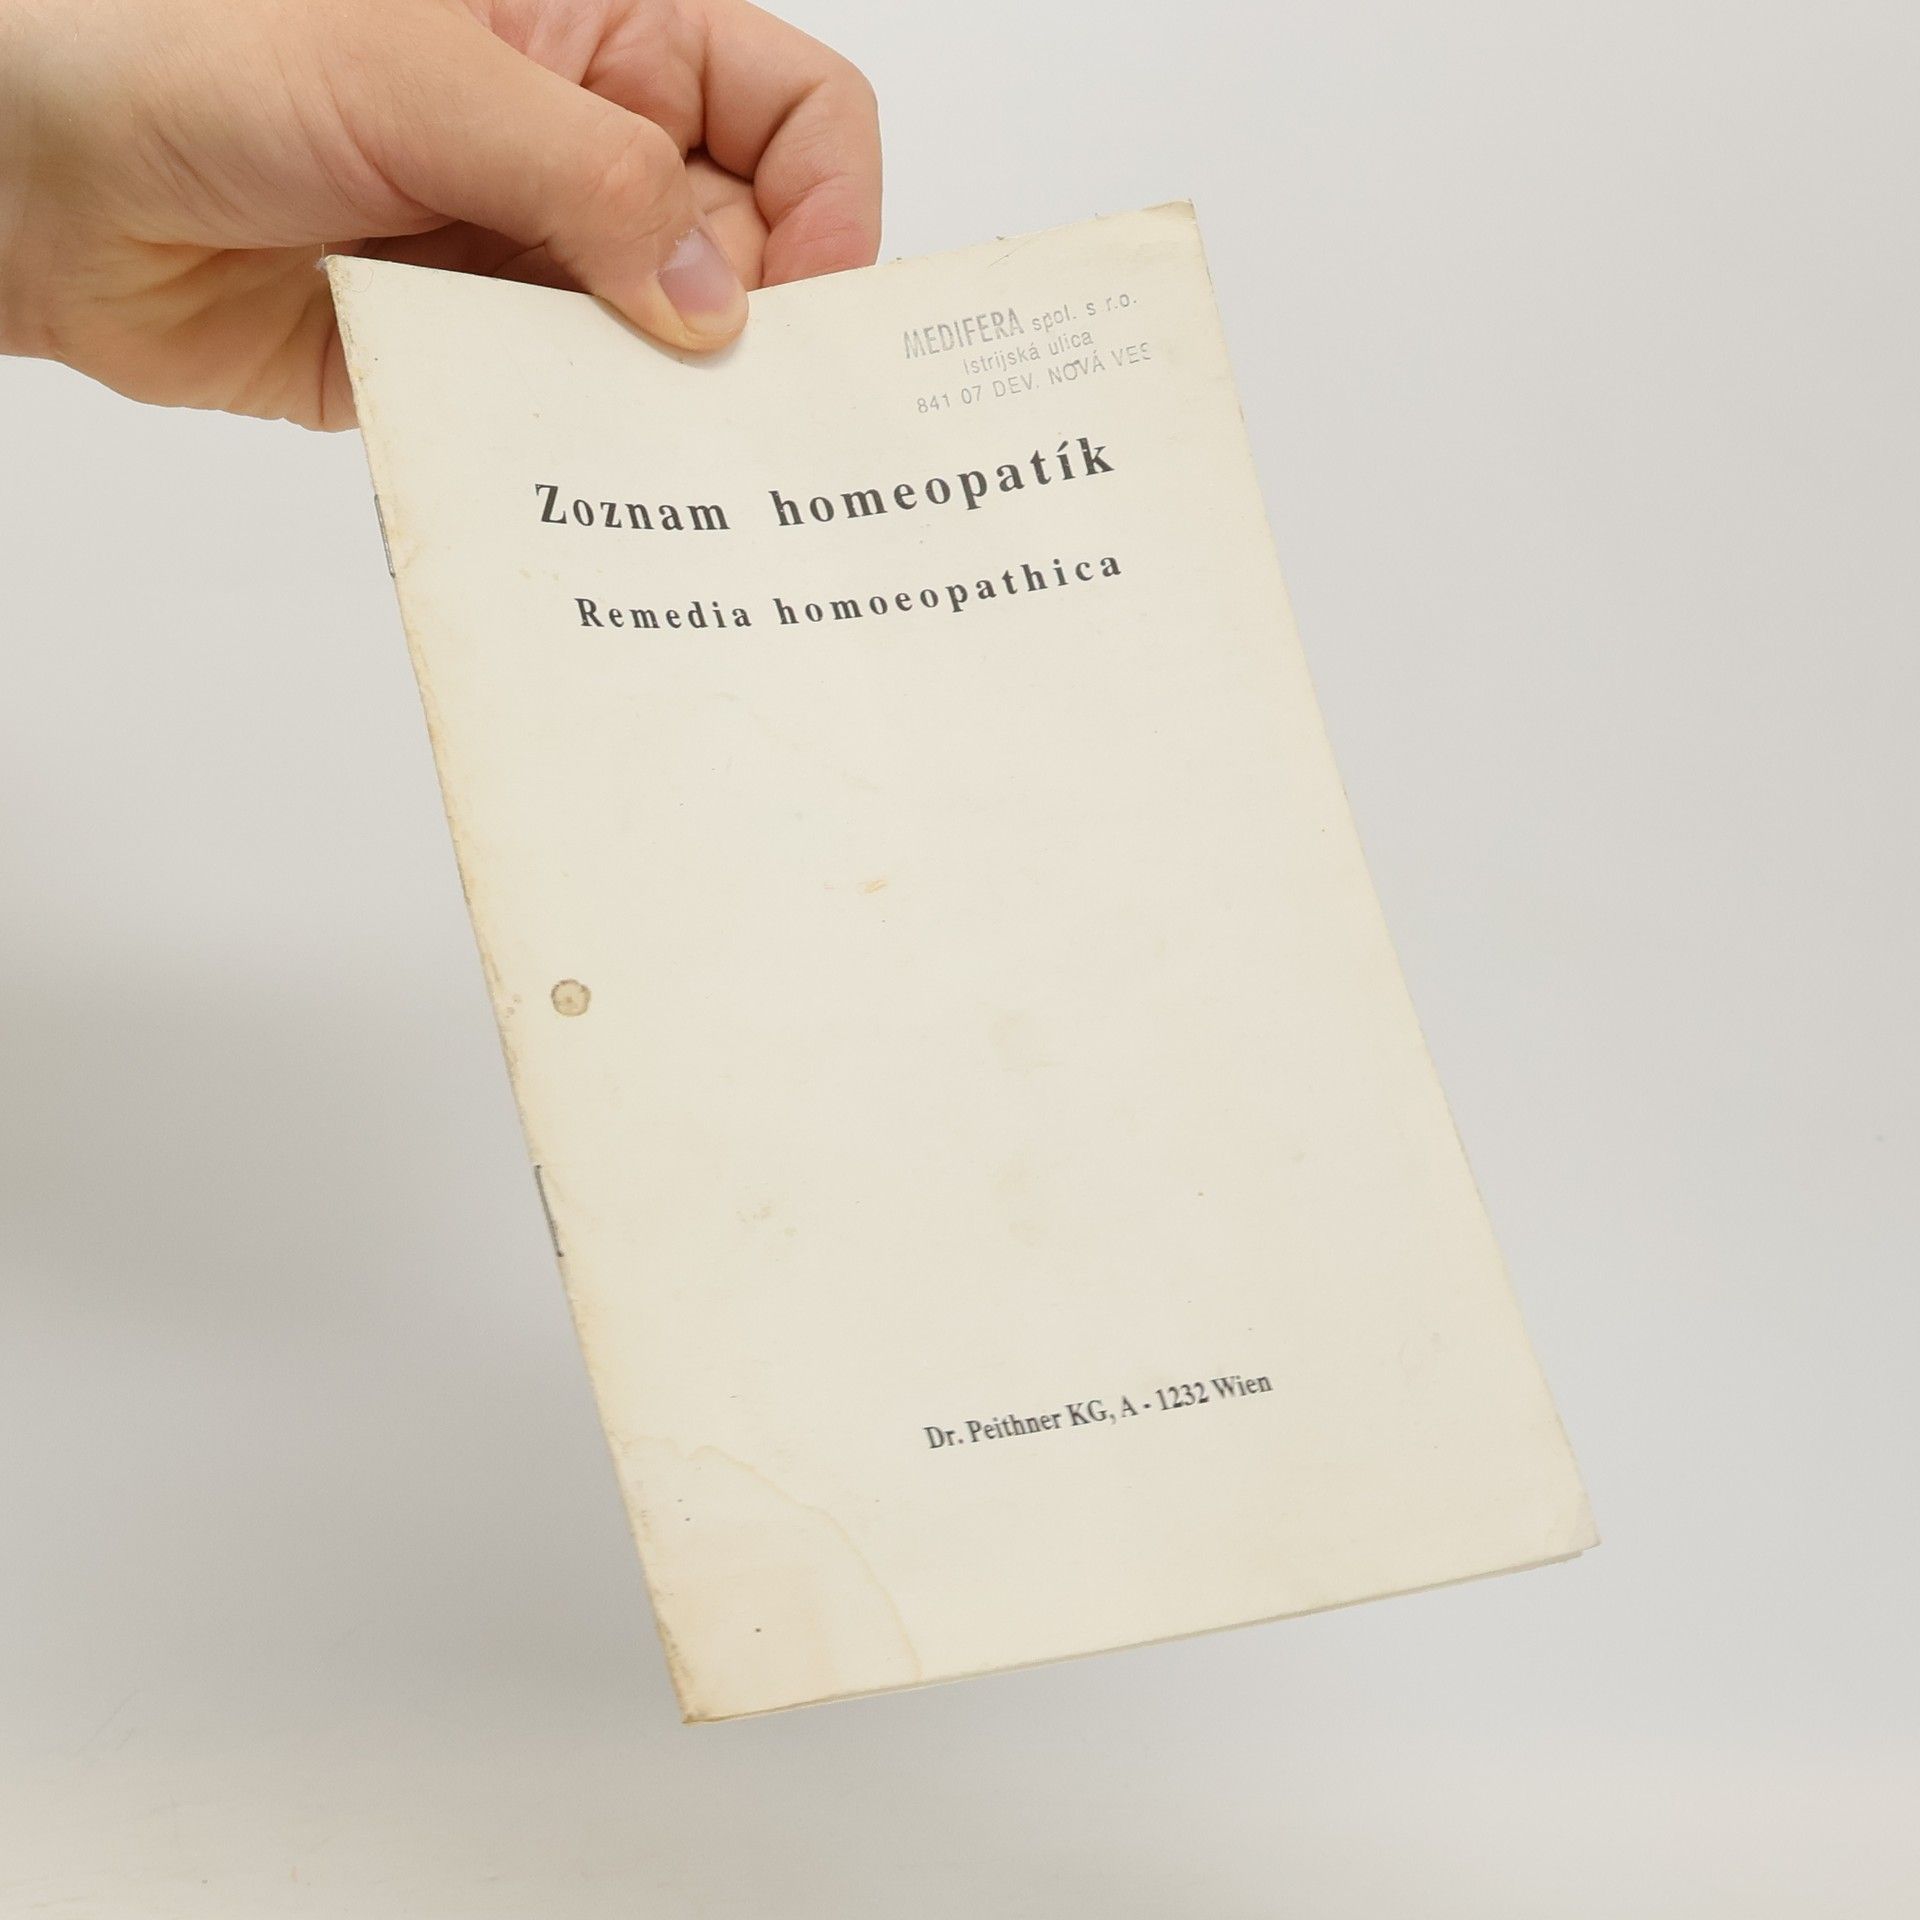 MEDIFERA spol. s r.o.
Istrijská ulica
841 07 DEV. NOVÁ VES
Zoznam homeopatík
Remedia homoeopathica
Dr. Peithner KG, A - 1232 Wien